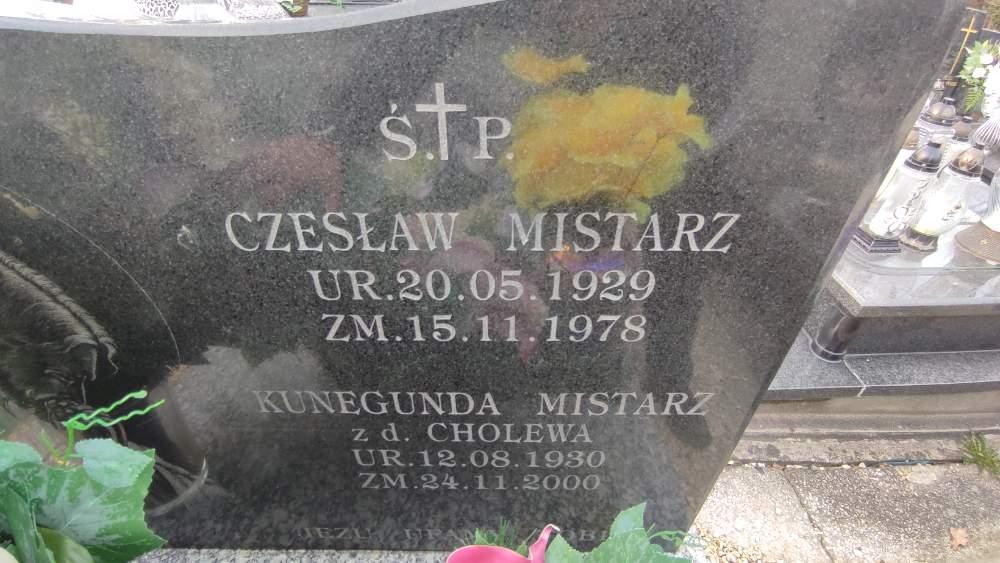 Ś.†P.
CZESŁAW MISTARZ
UR.20.05.1929
ZM.15.11.1978
KUNEGUNDA MISTARZ
z d. CHOLEWA
UR.12.08.1930
ZM.24.11.2000
JEZU